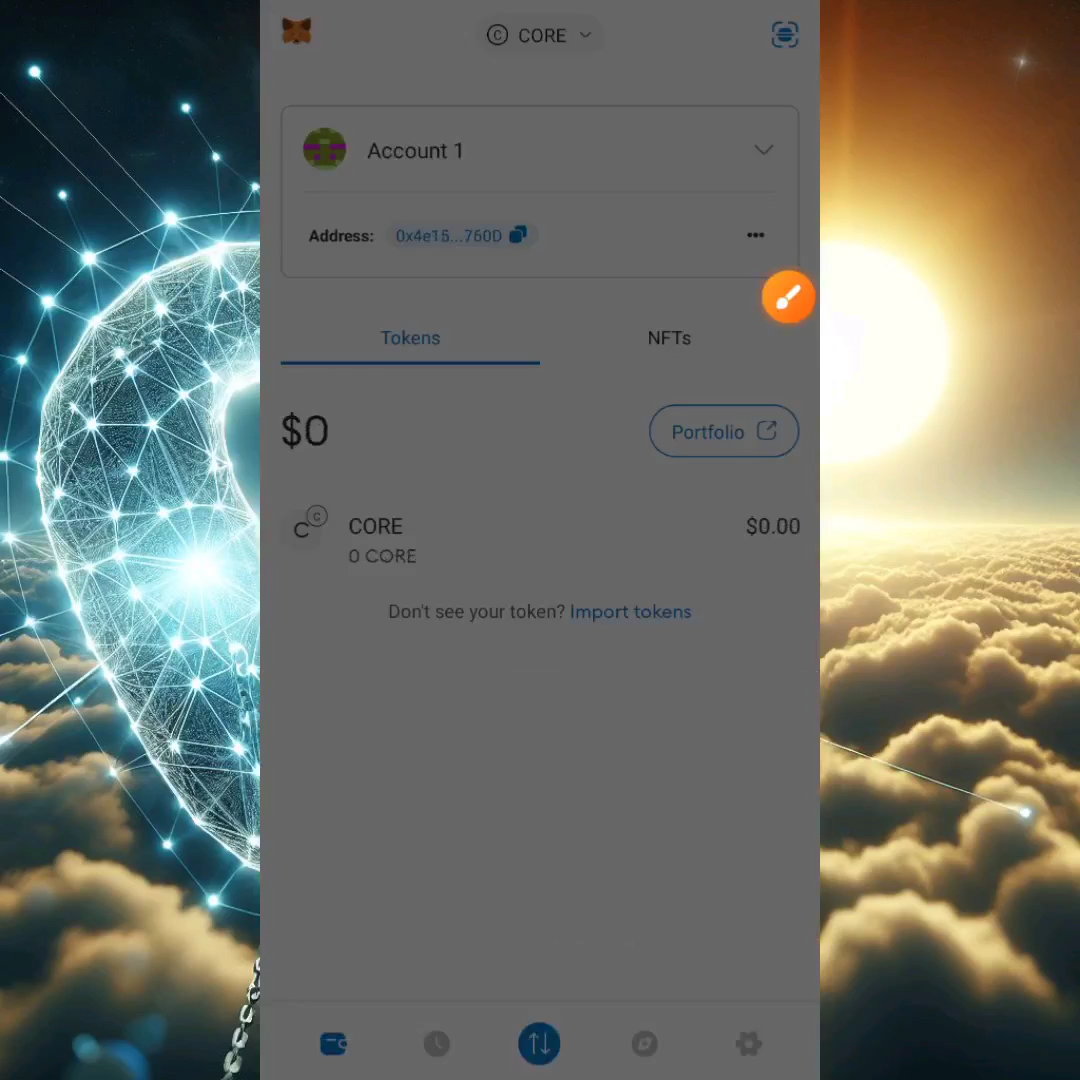 C CORE
Account 1
Address: 0x4e15...760D
Tokens NFTs
$0 Portfolio
C C CORE $0.00
0 CORE
Don't see your token? Import tokens